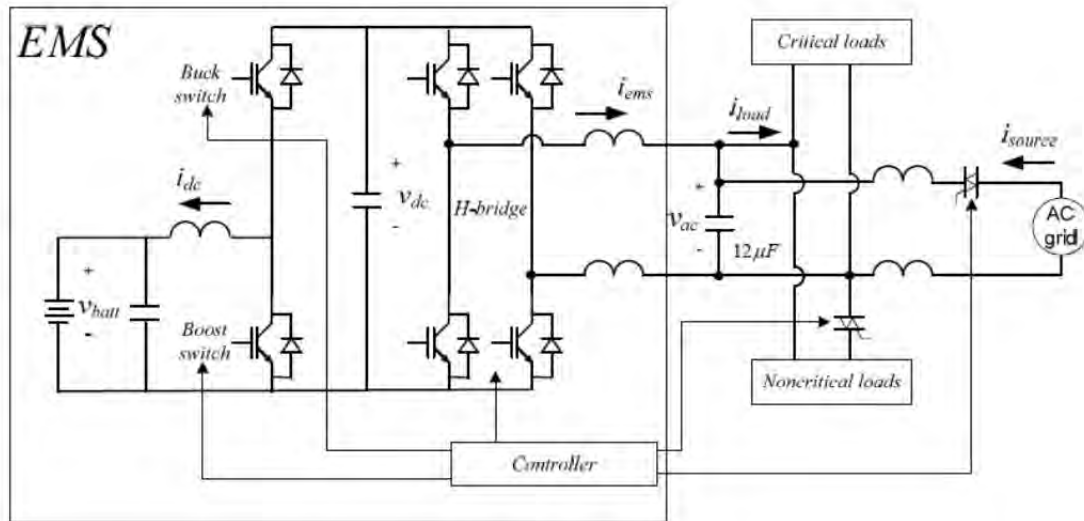 EMS
Buck
switch
i_dc
+
v_batt
-
Boost
switch
+
v_dc
-
H-bridge
i_ems
i_load
Critical loads
i_source
AC
grid
+
v_ac
-
12µF
Noncritical loads
Controller